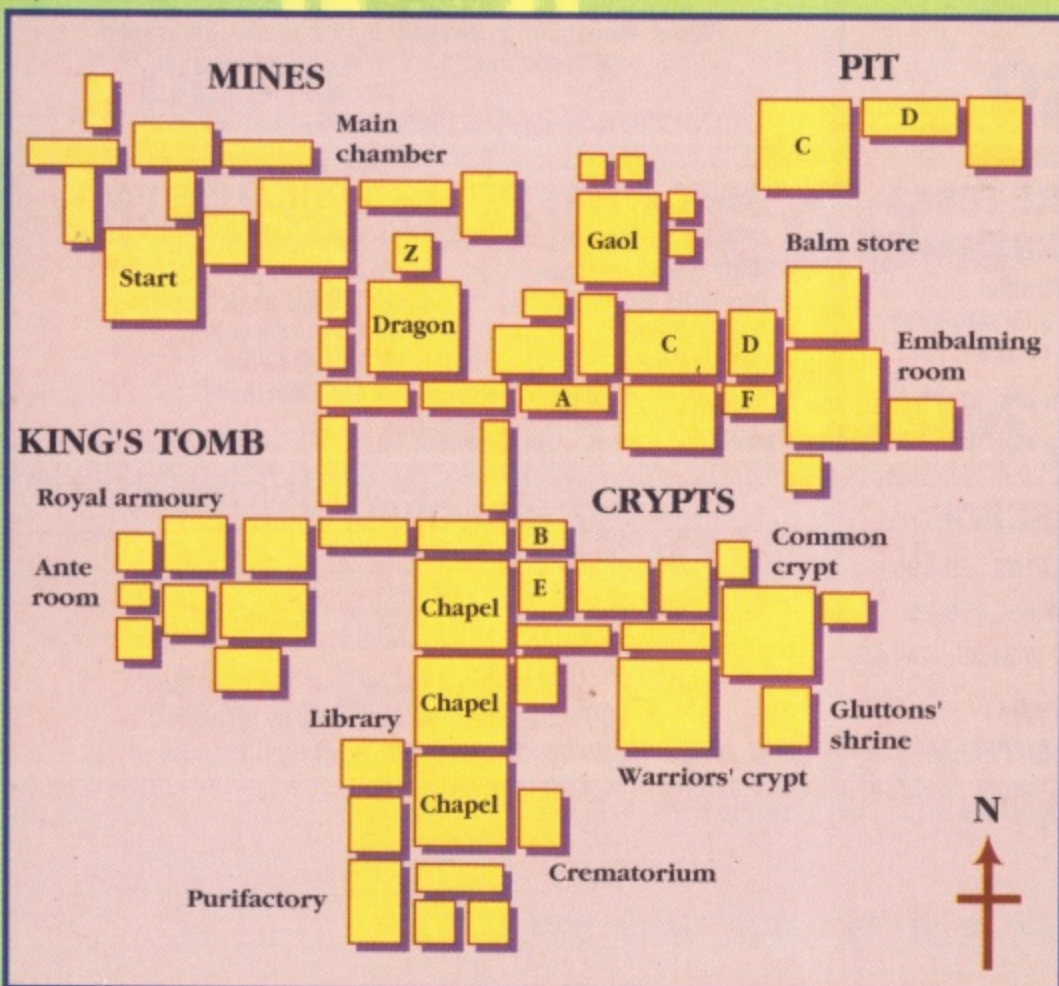 MINES
PIT
Main
chamber
D
C
Z
Gaol
Balm store
Start
Dragon
C
D
Embalming
room
A
F
KING'S TOMB
Royal armoury
CRYPTS
B
Common
crypt
Ante
room
E
Chapel
Chapel
Library
Gluttons'
shrine
Warriors' crypt
Chapel
N
Crematorium
Purifactory